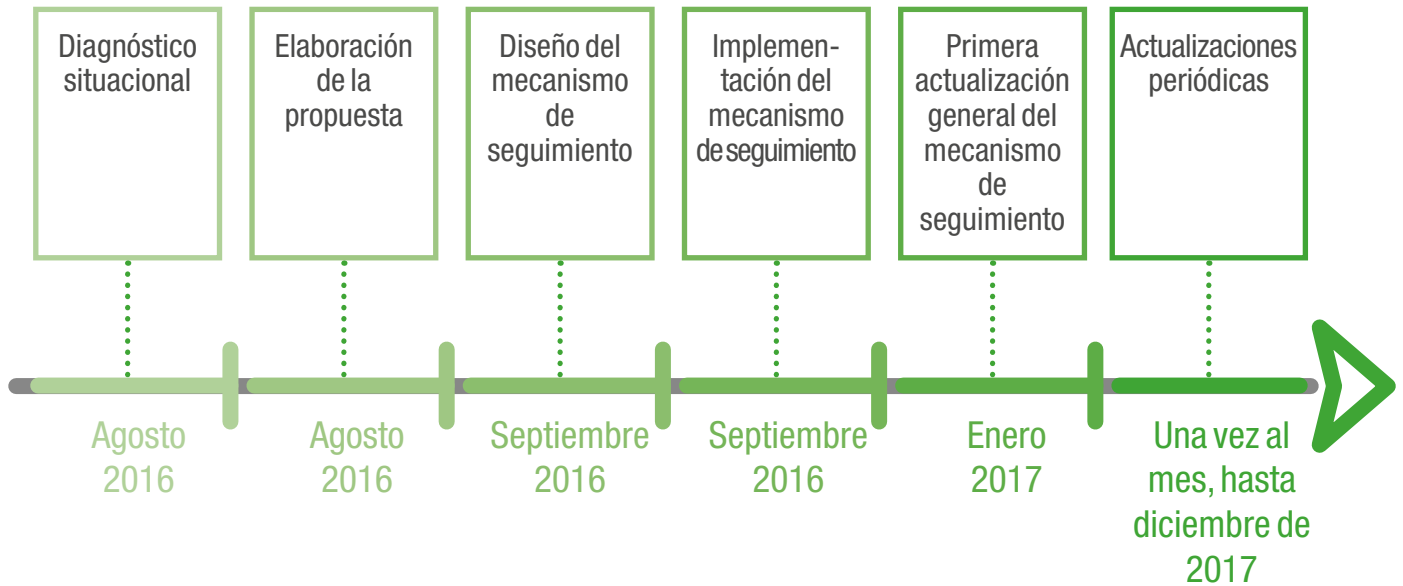 Diagnóstico
situacional
Elaboración
de la
propuesta
Diseño del
mecanismo
de
seguimiento
Implemen-
tación del
mecanismo
de seguimiento
Primera
actualización
general del
mecanismo
de
seguimiento
Actualizaciones
periódicas
Agosto
2016
Agosto
2016
Septiembre
2016
Septiembre
2016
Enero
2017
Una vez al
mes, hasta
diciembre de
2017